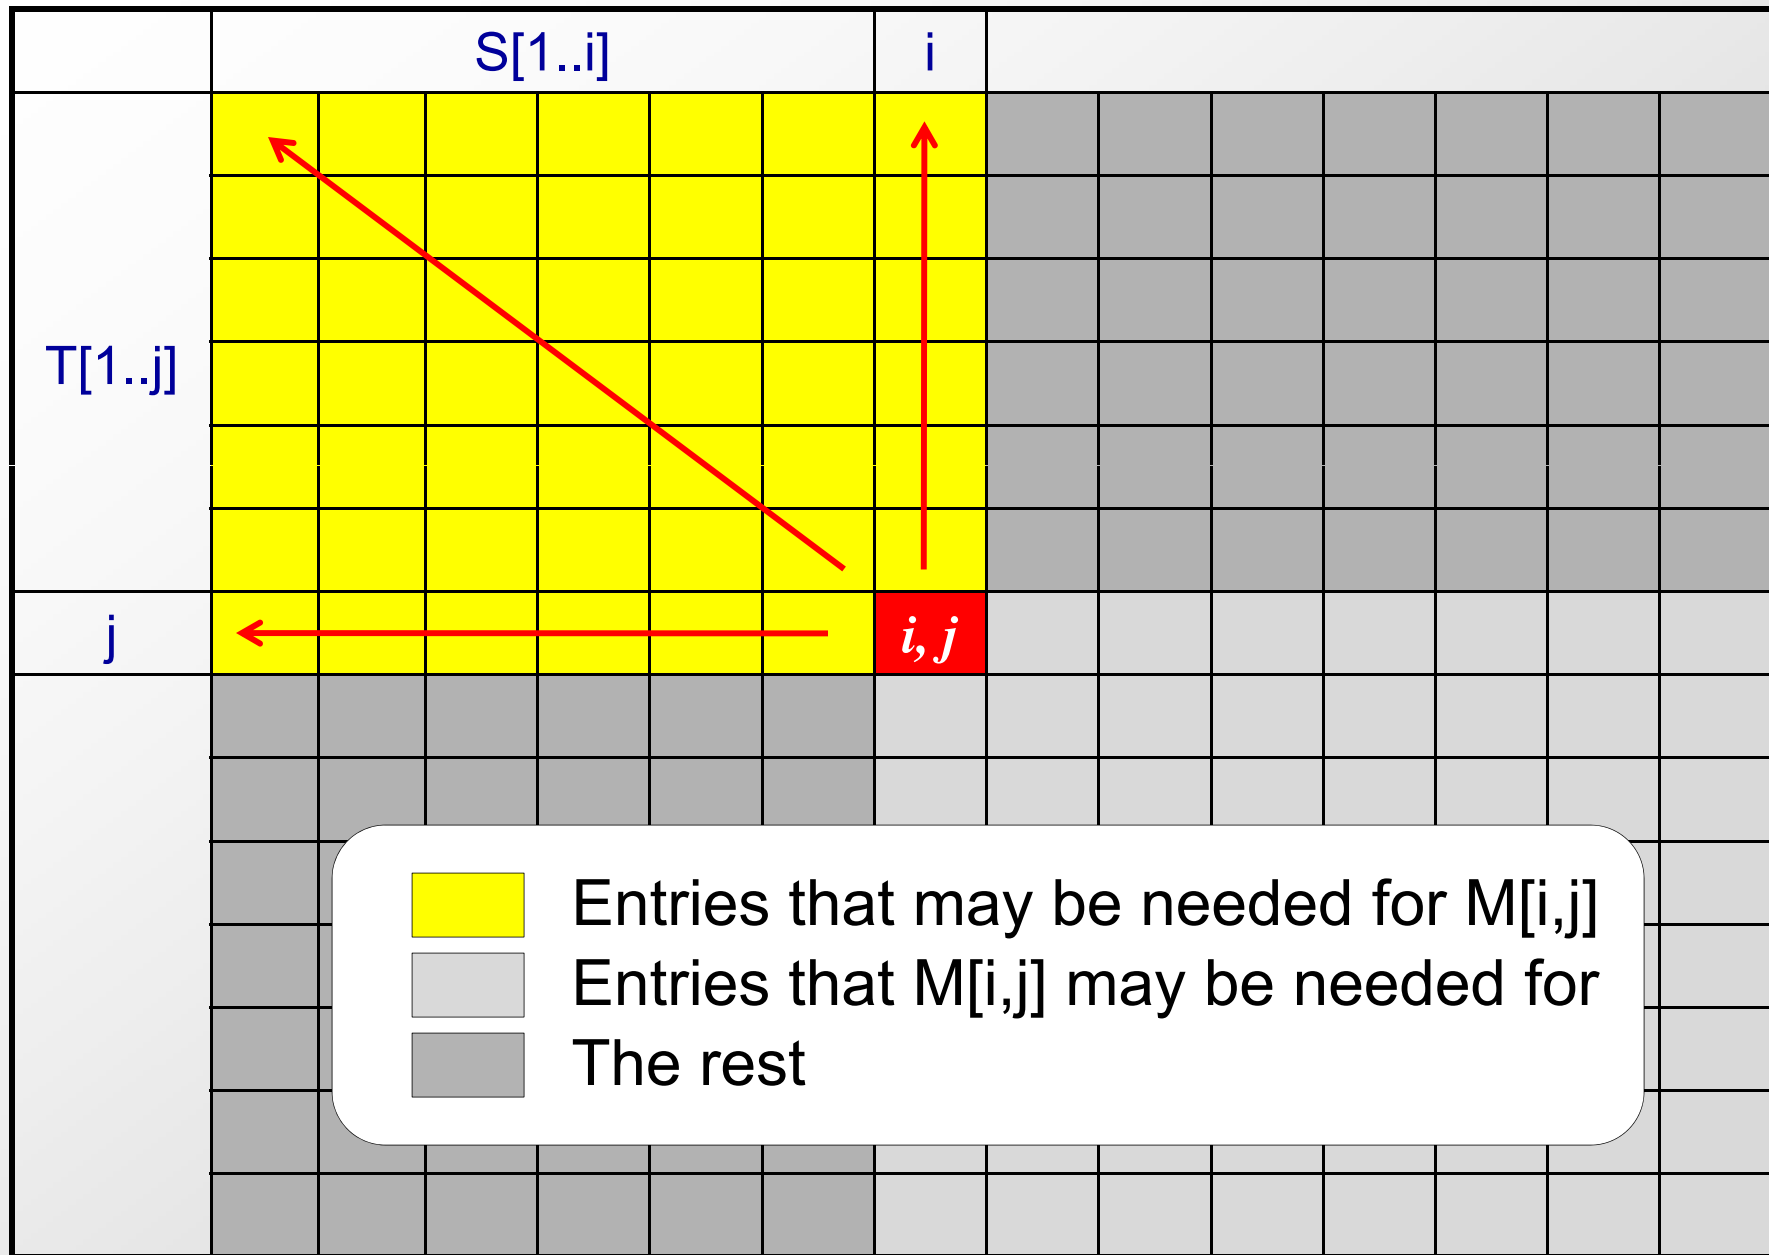 S[1..i]
i
T[1..j]
j
i, j
Entries that may be needed for M[i,j]
Entries that M[i,j] may be needed for
The rest